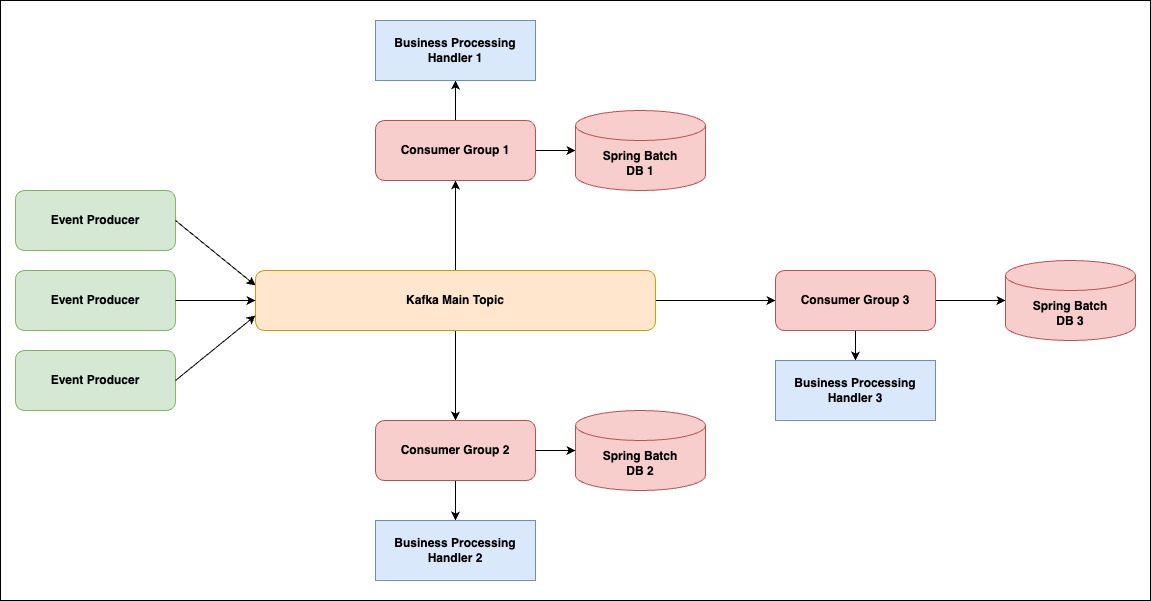 Business Processing
Handler 1
Consumer Group 1
Spring Batch
DB 1
Event Producer
Event Producer
Event Producer
Kafka Main Topic
Consumer Group 3
Spring Batch
DB 3
Business Processing
Handler 3
Consumer Group 2
Spring Batch
DB 2
Business Processing
Handler 2